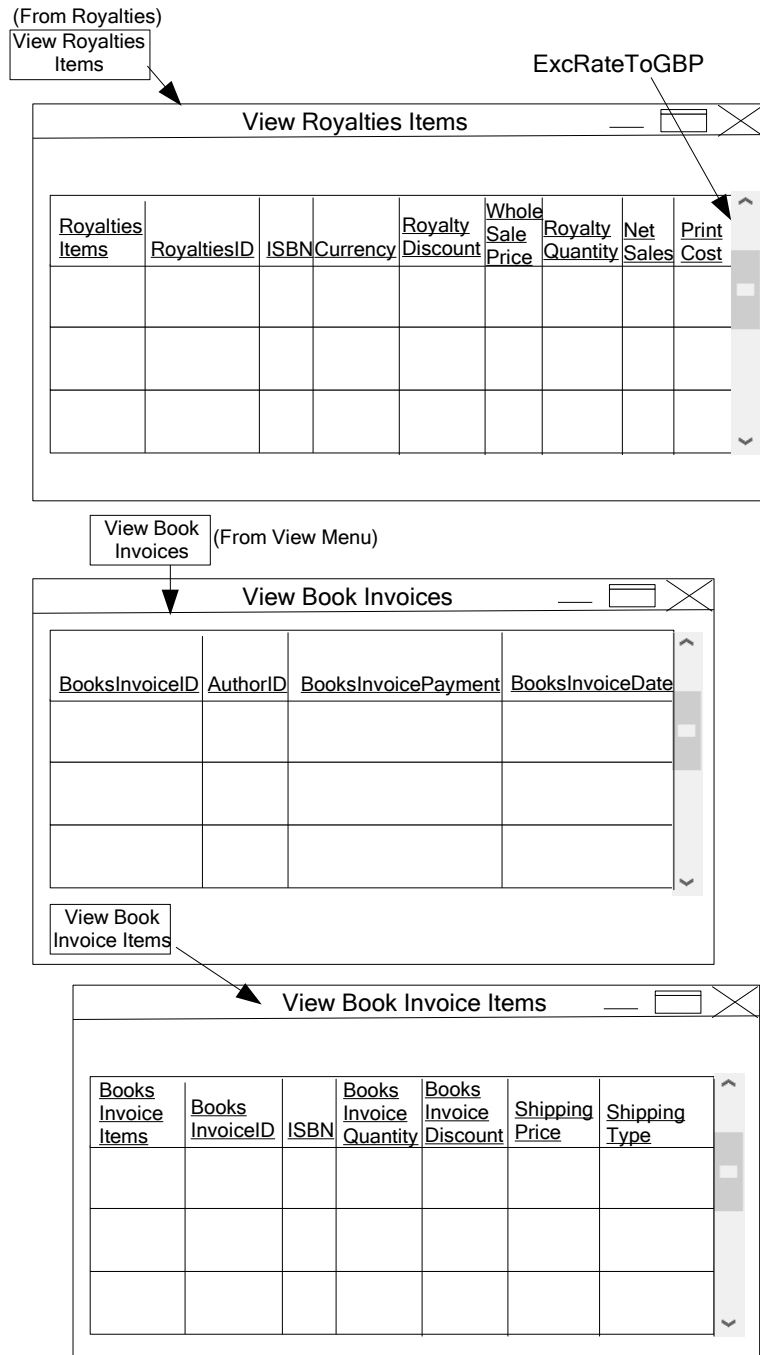 (From Royalties)
View Royalties
Items
ExcRateToGBP
View Royalties Items
Royalties
Items
RoyaltiesID
ISBN
Currency
Royalty
Discount
Whole
Sale
Price
Royalty
Quantity
Net
Sales
Print
Cost
View Book
Invoices
(From View Menu)
View Book Invoices
BooksInvoiceID
AuthorID
BooksInvoicePayment
BooksInvoiceDate
View Book
Invoice Items
View Book Invoice Items
Books
Invoice
Items
Books
InvoiceID
ISBN
Books
Invoice
Quantity
Books
Invoice
Discount
Shipping
Price
Shipping
Type